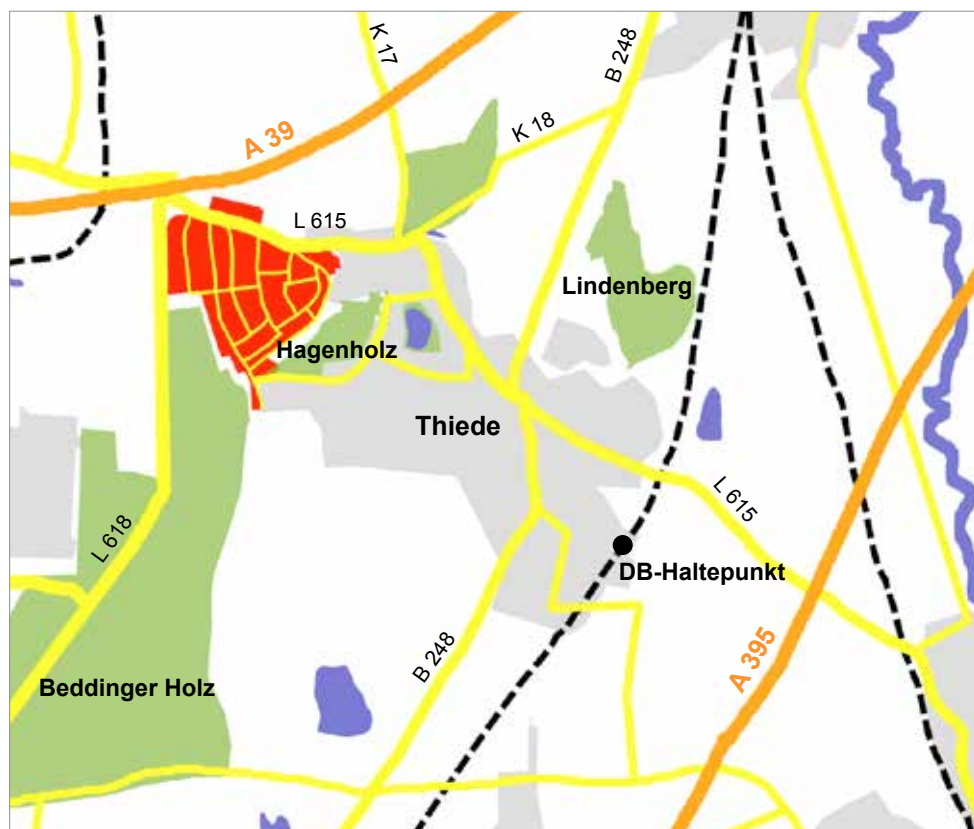 K 17
B 248
A 39
K 18
L 615
Lindenberg
Hagenholz
Thiede
L 615
L 618
DB-Haltepunkt
B 248
A 395
Beddinger Holz